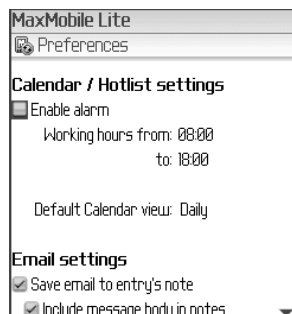 MaxMobile Lite
Preferences
Calendar / Hotlist settings
Enable alarm
Working hours from: 08:00
to: 18:00
Default Calendar view: Daily
Email settings
Save email to entry's note
Include message body in notes